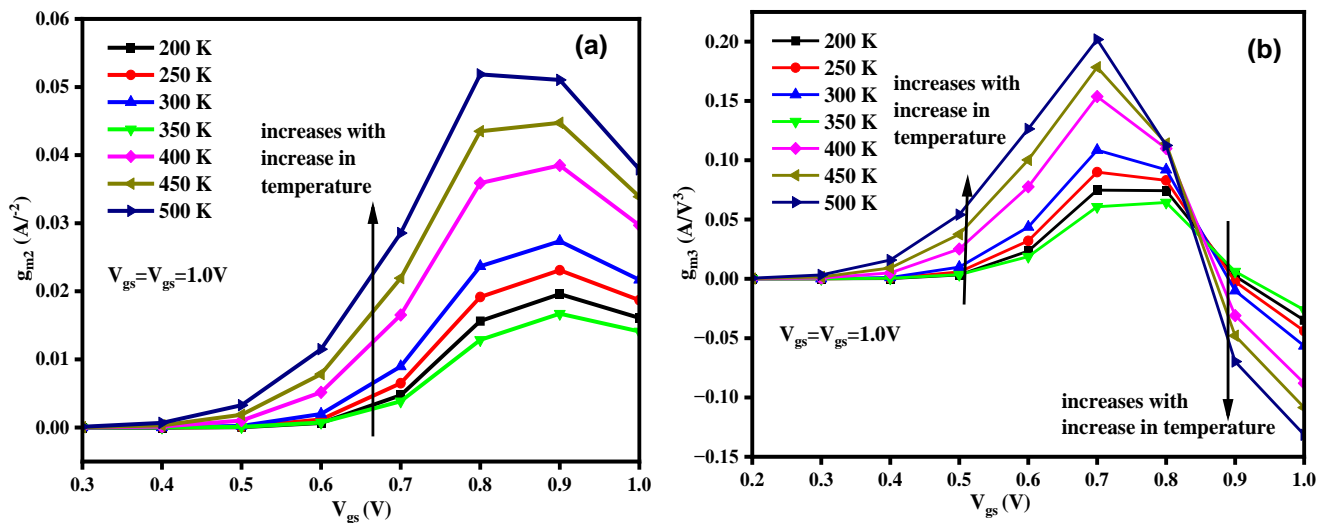 (a)
200 K
250 K
300 K
350 K
400 K
450 K
500 K
increases with
increase in
temperature
V_gs=V_gs=1.0V
0.06
0.05
0.04
0.03
0.02
0.01
0.00
g_m2 (A/^-2)
0.3 0.4 0.5 0.6 0.7 0.8 0.9 1.0
V_gs (V)
(b)
200 K
250 K
300 K
350 K
400 K
450 K
500 K
increases with
increase in
temperature
V_gs=V_gs=1.0V
increases with
increase in temperature
0.20
0.15
0.10
0.05
0.00
−0.05
−0.10
−0.15
g_m3 (A/V^3)
0.2 0.3 0.4 0.5 0.6 0.7 0.8 0.9 1.0
V_gs (V)